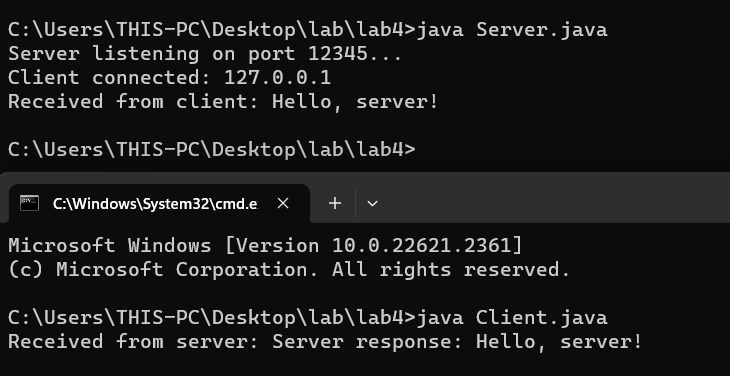 C:\Users\THIS-PC\Desktop\lab\lab4>java Server.java
Server listening on port 12345...
Client connected: 127.0.0.1
Received from client: Hello, server!
C:\Users\THIS-PC\Desktop\lab\lab4>
C:\Windows\System32\cmd.e
Microsoft Windows [Version 10.0.22621.2361]
(c) Microsoft Corporation. All rights reserved.
C:\Users\THIS-PC\Desktop\lab\lab4>java Client.java
Received from server: Server response: Hello, server!